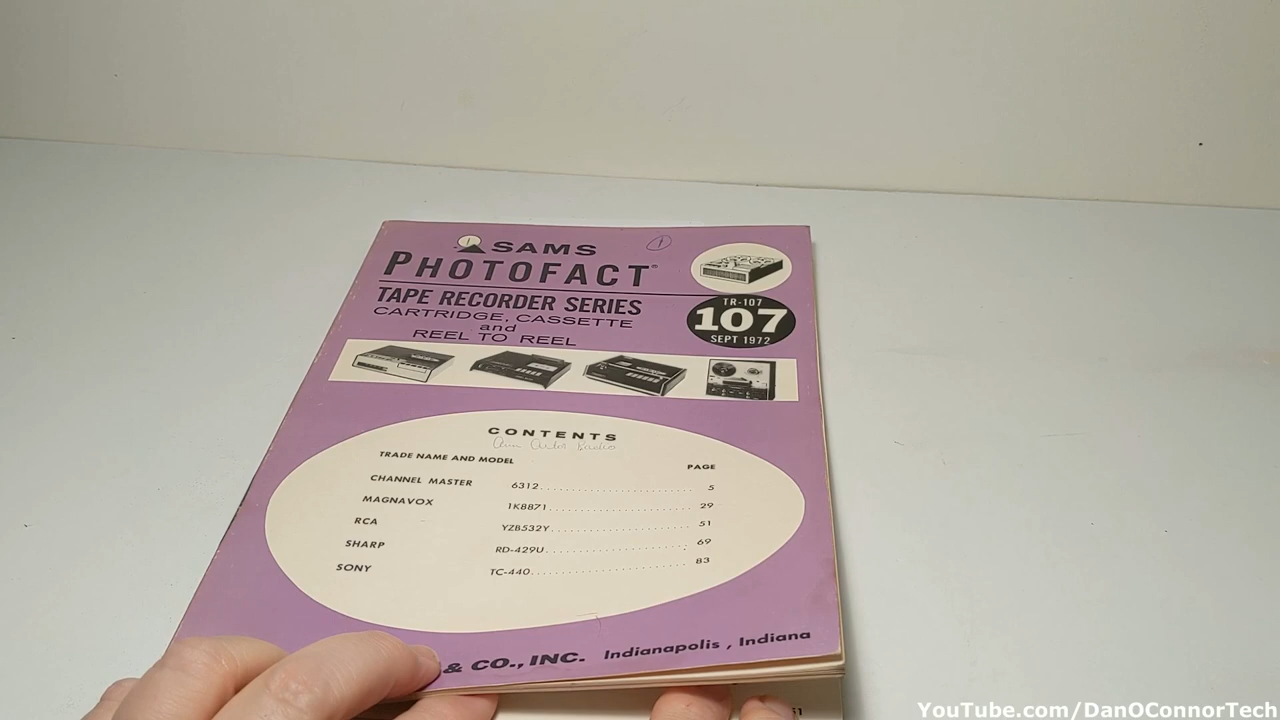 SAMS
PHOTOFACT®
TAPE RECORDER SERIES
CARTRIDGE, CASSETTE
and
REEL TO REEL
1
TR-107
107
SEPT 1972
CONTENTS
TRADE NAME AND MODEL PAGE
CHANNEL MASTER 6312 5
MAGNAVOX 1K8871 29
RCA YZB532Y 51
SHARP RD-429U 69
SONY TC-440 83
& CO., INC. Indianapolis, Indiana
51
YouTube.com/DanOConnorTech